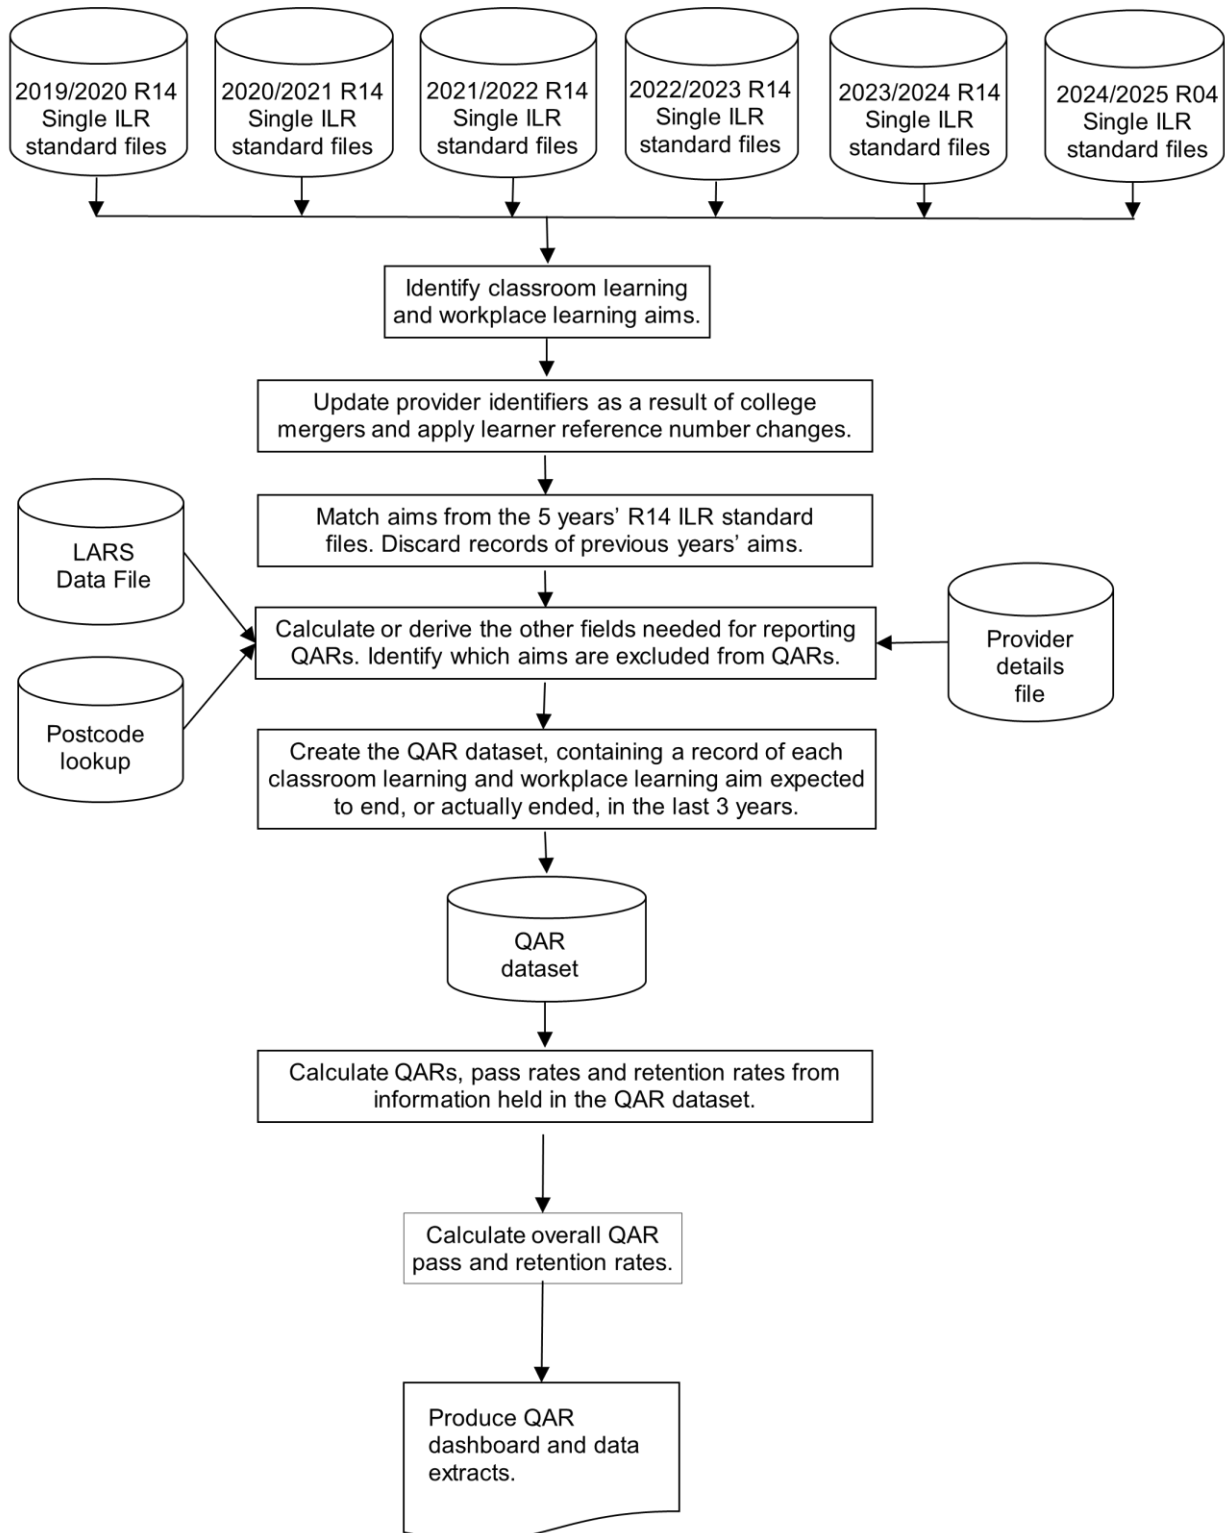 2019/2020 R14
Single ILR
standard files
2020/2021 R14
Single ILR
standard files
2021/2022 R14
Single ILR
standard files
2022/2023 R14
Single ILR
standard files
2023/2024 R14
Single ILR
standard files
2024/2025 R04
Single ILR
standard files
Identify classroom learning
and workplace learning aims.
Update provider identifiers as a result of college
mergers and apply learner reference number changes.
Match aims from the 5 years’ R14 ILR standard
files. Discard records of previous years’ aims.
LARS
Data File
Calculate or derive the other fields needed for reporting
QARs. Identify which aims are excluded from QARs.
Provider
details
file
Postcode
lookup
Create the QAR dataset, containing a record of each
classroom learning and workplace learning aim expected
to end, or actually ended, in the last 3 years.
QAR
dataset
Calculate QARs, pass rates and retention rates from
information held in the QAR dataset.
Calculate overall QAR
pass and retention rates.
Produce QAR
dashboard and data
extracts.